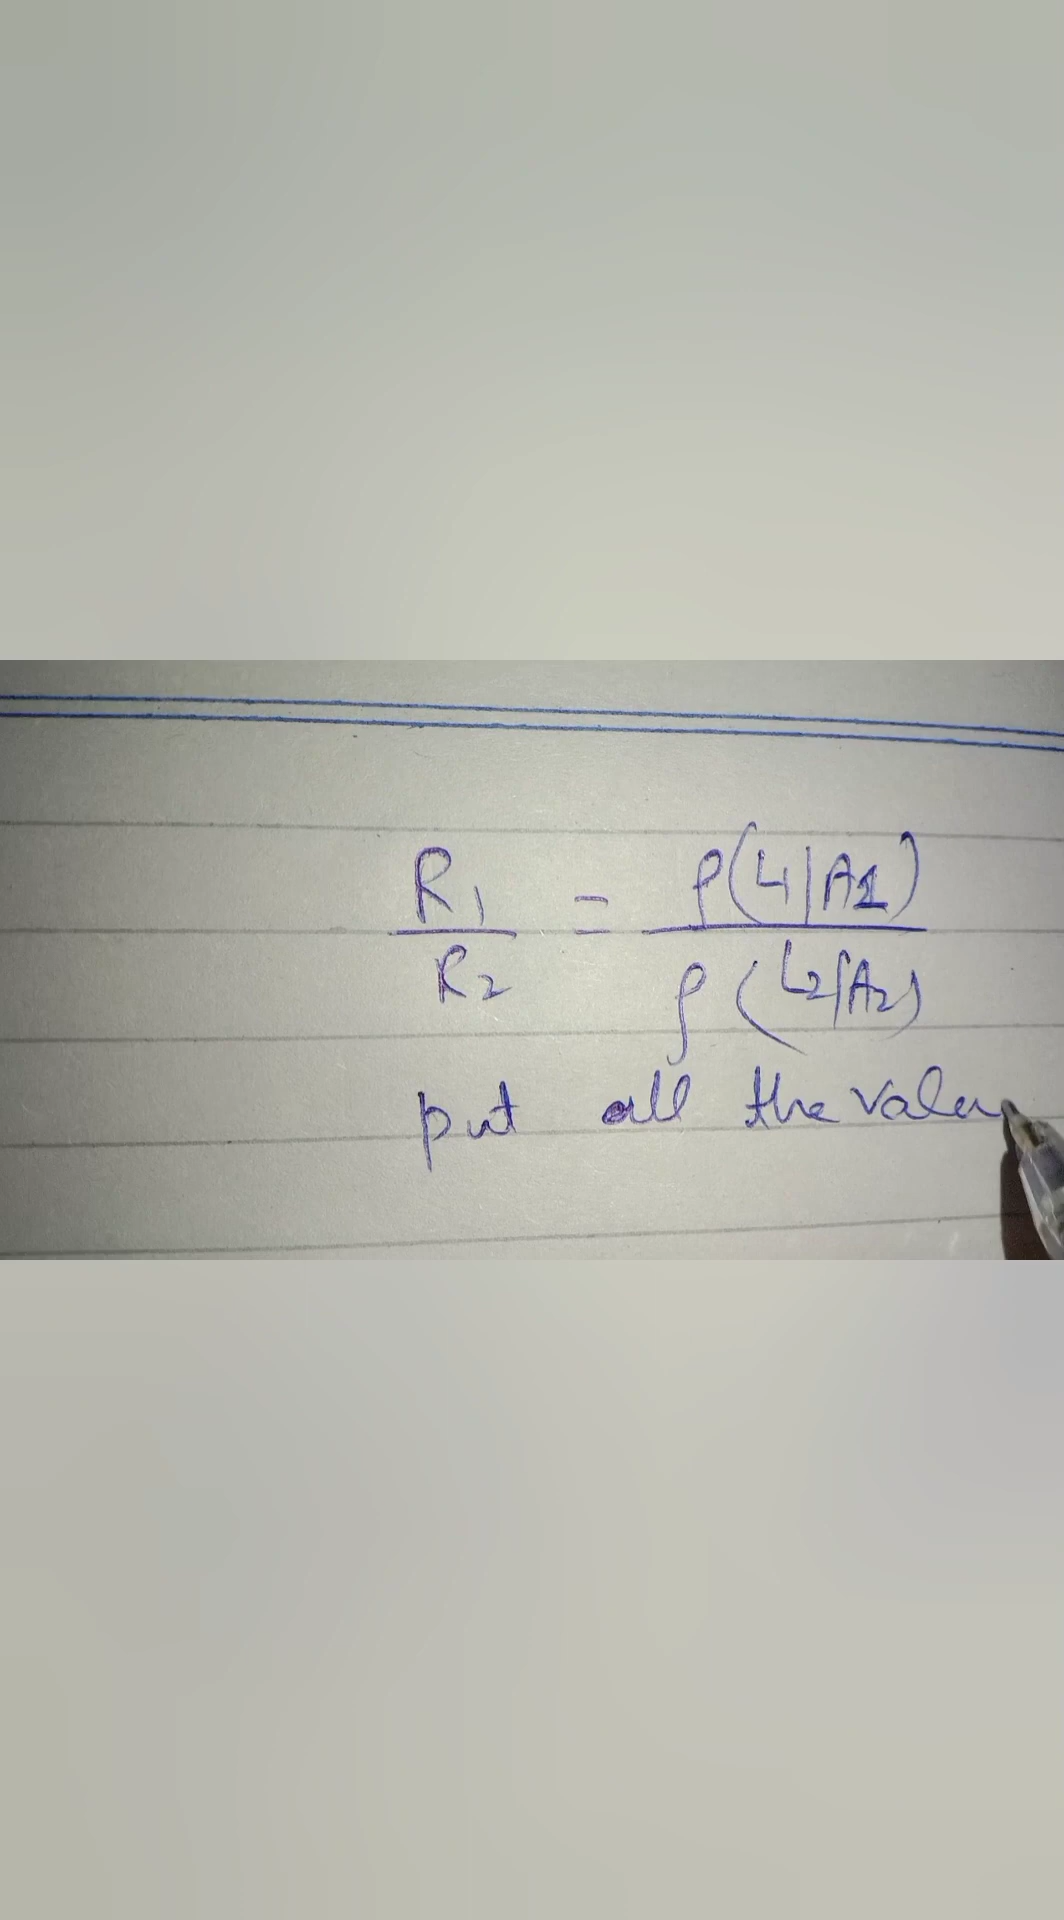 R1 / R2 = ρ(L1/A1) / ρ(L2/A2)
put all the value